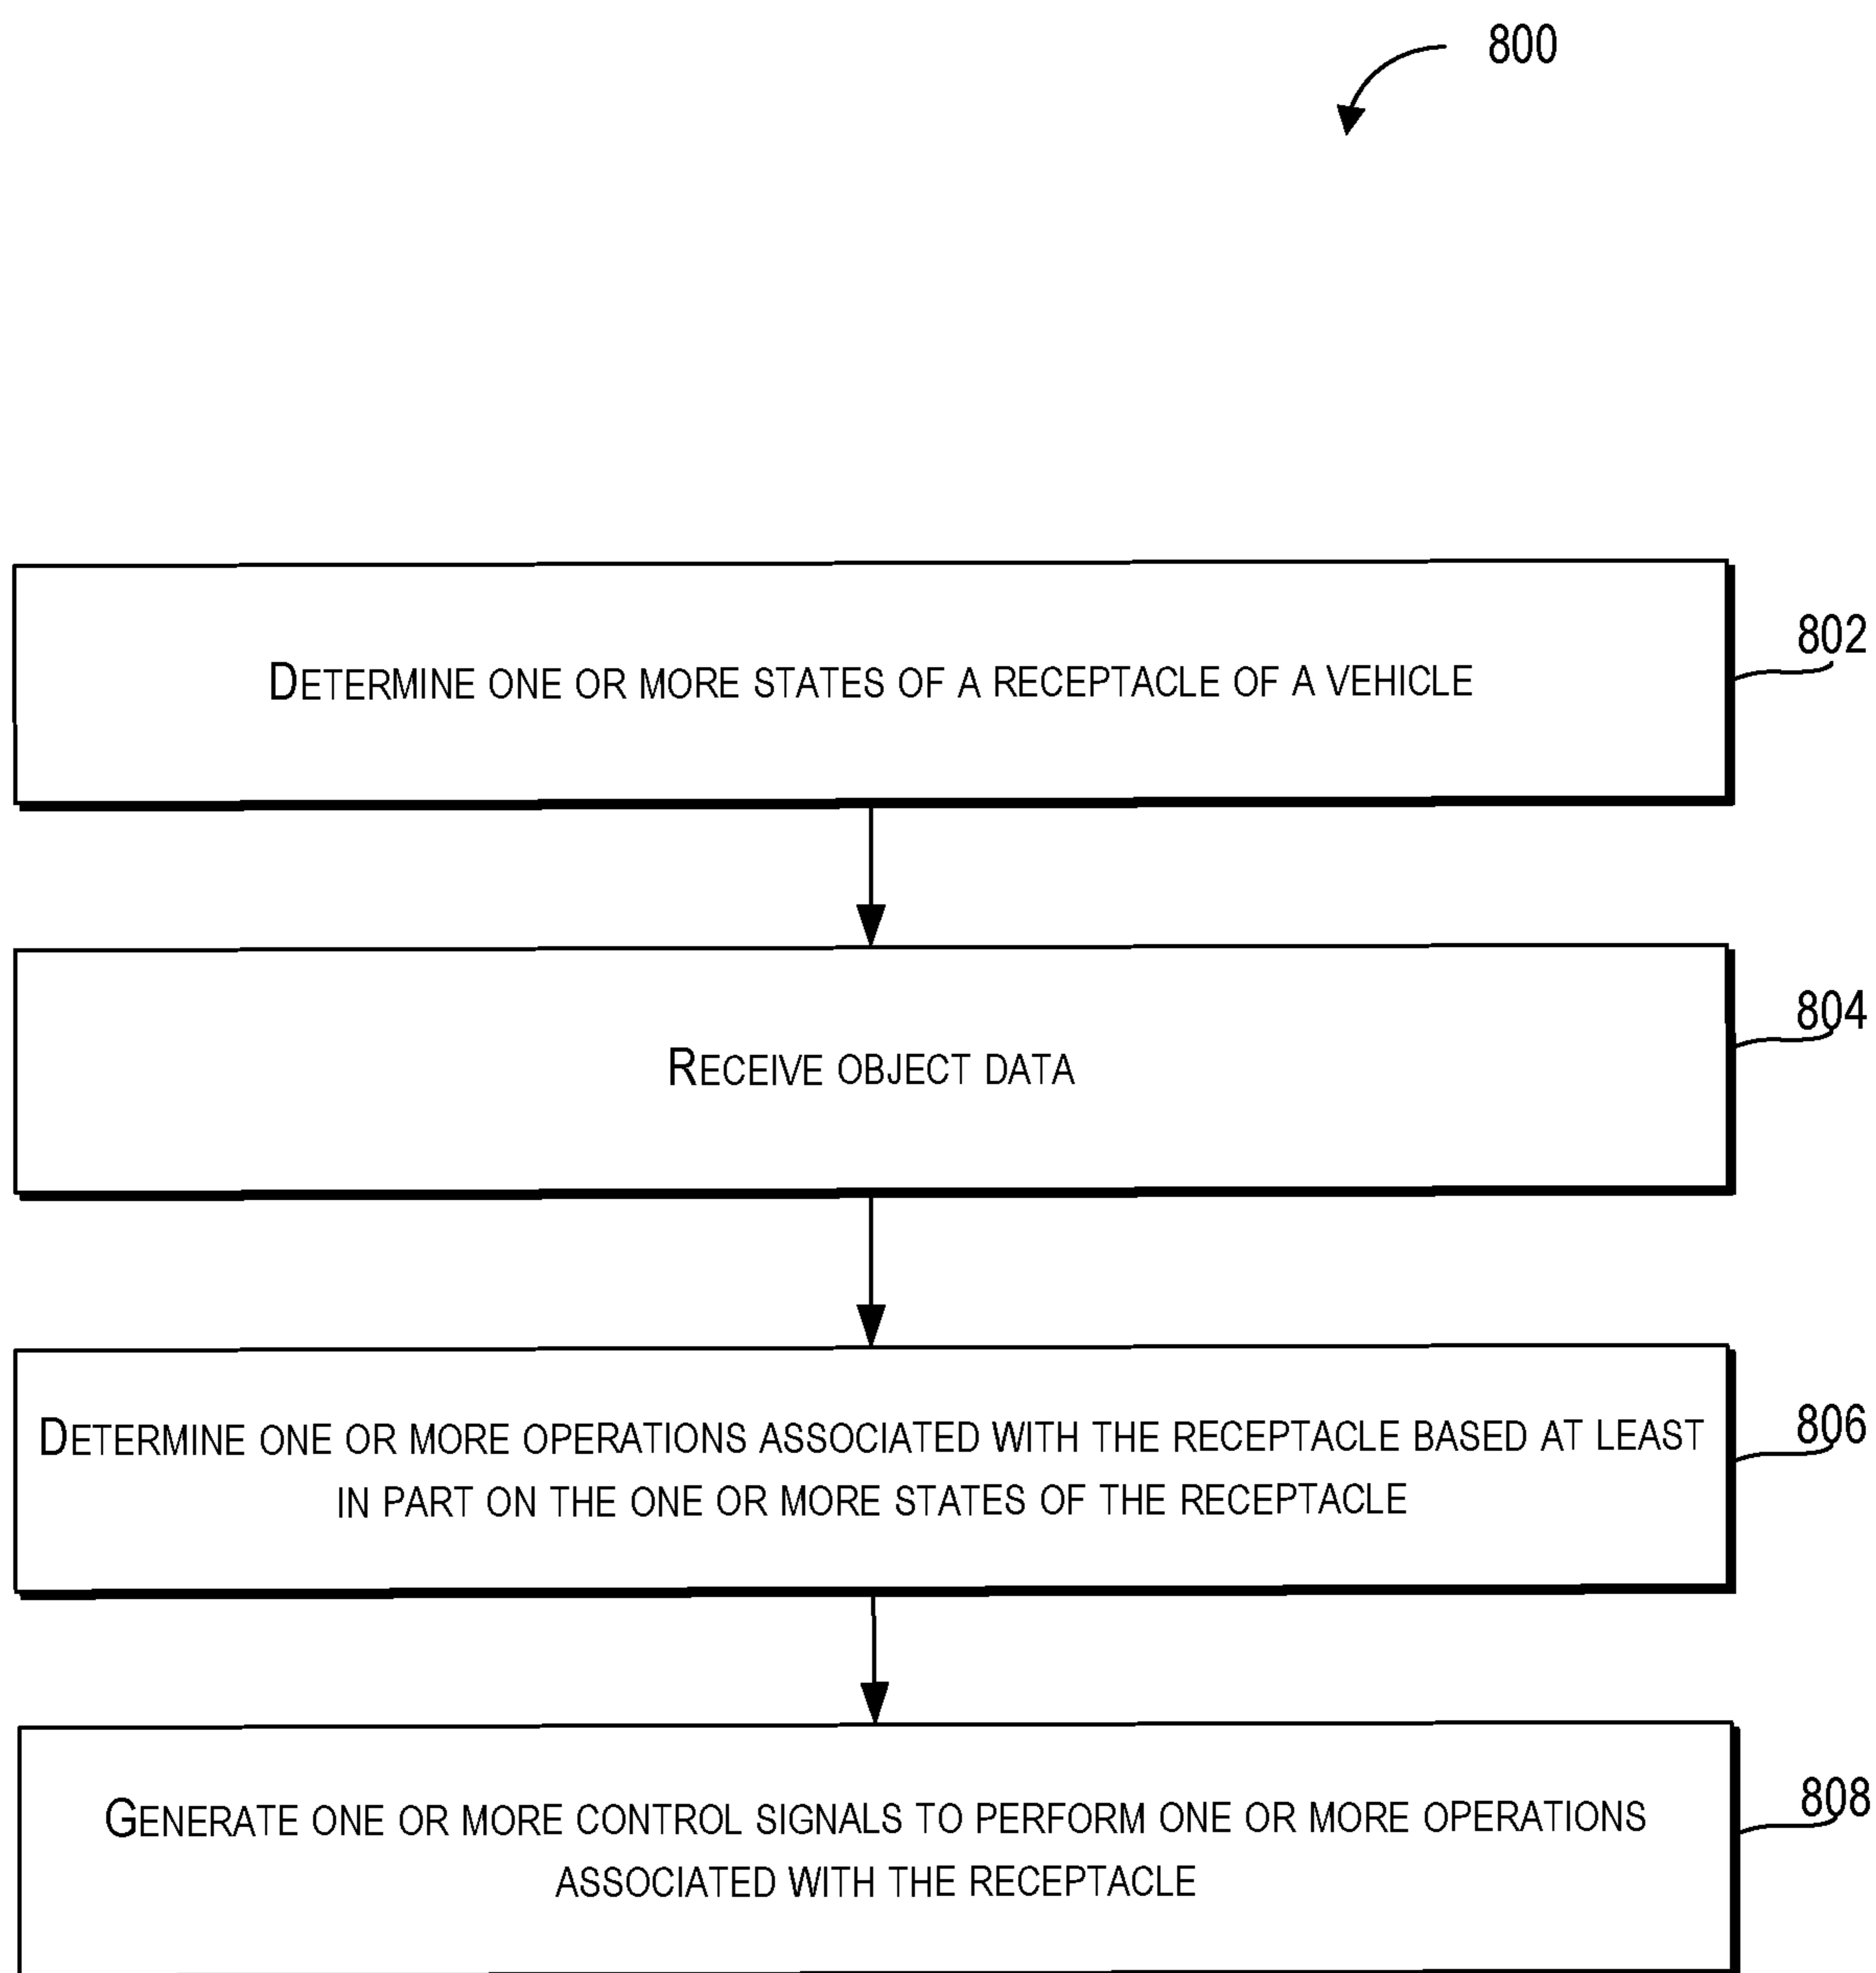 800
DETERMINE ONE OR MORE STATES OF A RECEPTACLE OF A VEHICLE
802
RECEIVE OBJECT DATA
804
DETERMINE ONE OR MORE OPERATIONS ASSOCIATED WITH THE RECEPTACLE BASED AT LEAST
IN PART ON THE ONE OR MORE STATES OF THE RECEPTACLE
806
GENERATE ONE OR MORE CONTROL SIGNALS TO PERFORM ONE OR MORE OPERATIONS
ASSOCIATED WITH THE RECEPTACLE
808